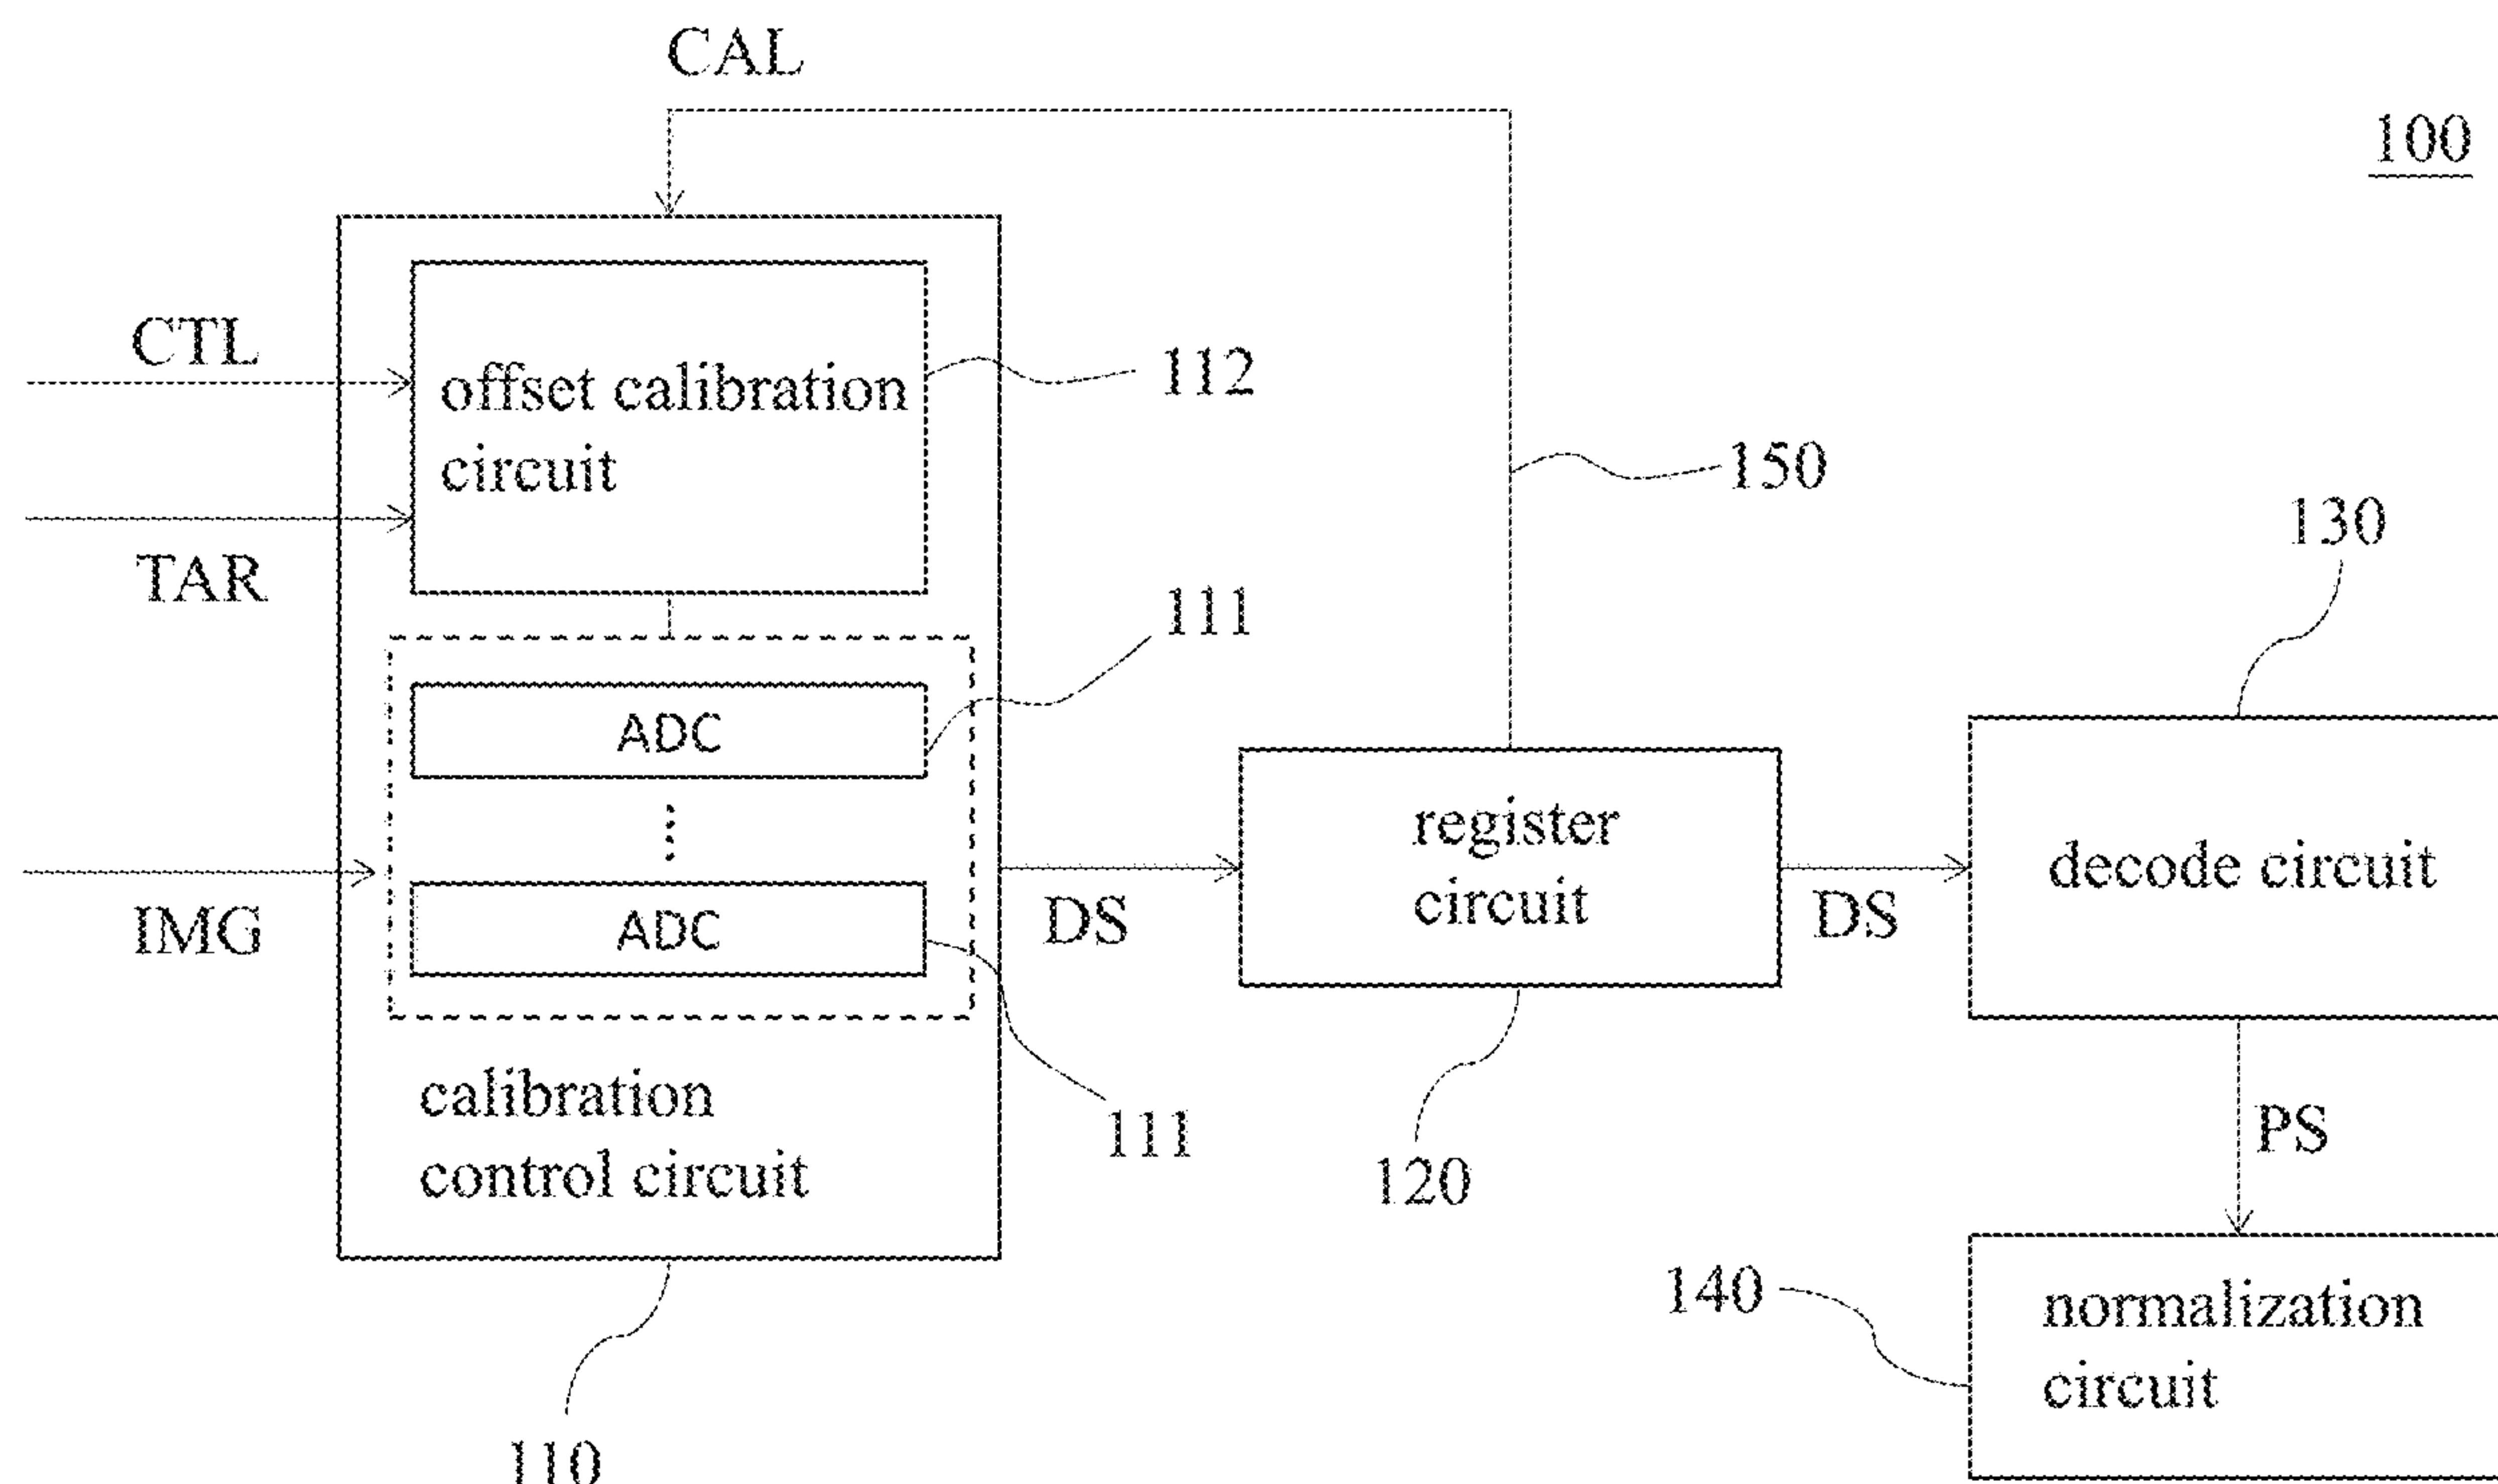 CAL
100
CTL
offset calibration
circuit
112
150
130
TAR
111
ADC
register
circuit
decode circuit
IMG
ADC
DS
DS
calibration
control circuit
111
120
PS
140
normalization
circuit
110